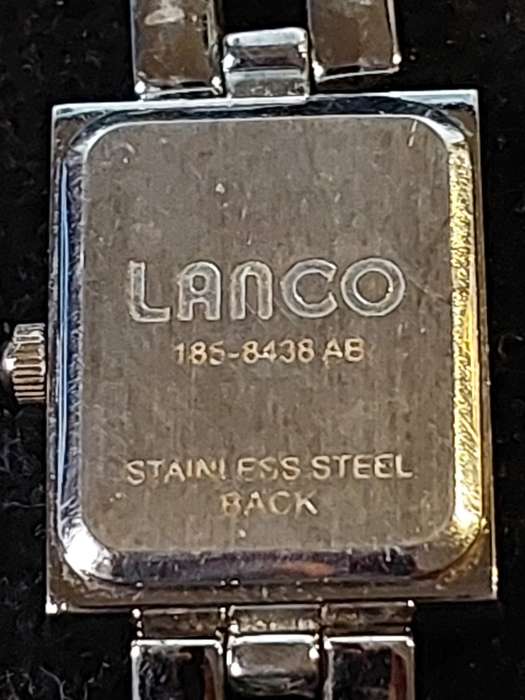 LANCO
185-8438 AB
STAINLESS STEEL
BACK